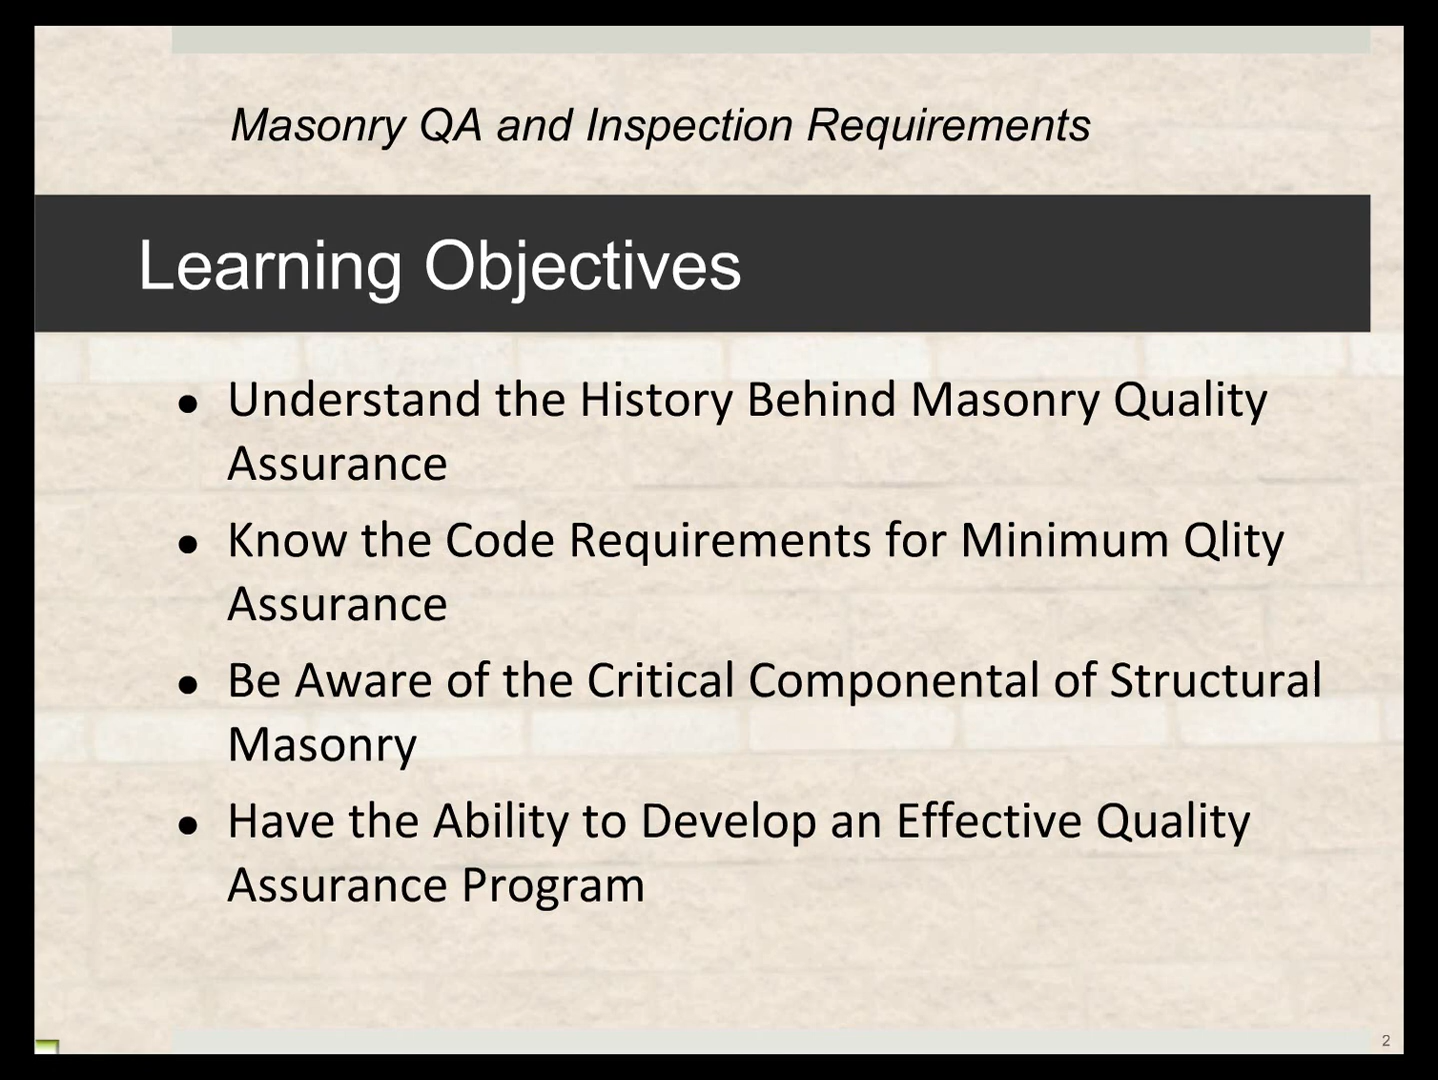 Masonry QA and Inspection Requirements
Learning Objectives
● Understand the History Behind Masonry Quality
Assurance
● Know the Code Requirements for Minimum Qlity
Assurance
● Be Aware of the Critical Componental of Structural
Masonry
● Have the Ability to Develop an Effective Quality
Assurance Program
2